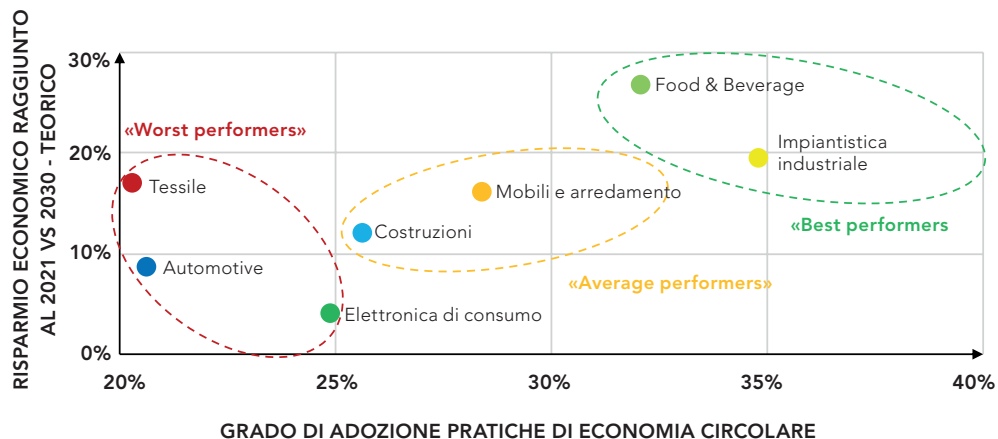 RISPARMIO ECONOMICO RAGGIUNTO
AL 2021 VS 2030 - TEORICO
30%
20%
10%
0%
«Worst performers»
Food & Beverage
Impiantistica
industriale
Tessile
Mobili e arredamento
«Best performers
Costruzioni
Automotive
«Average performers»
Elettronica di consumo
20%
25%
30%
35%
40%
GRADO DI ADOZIONE PRATICHE DI ECONOMIA CIRCOLARE